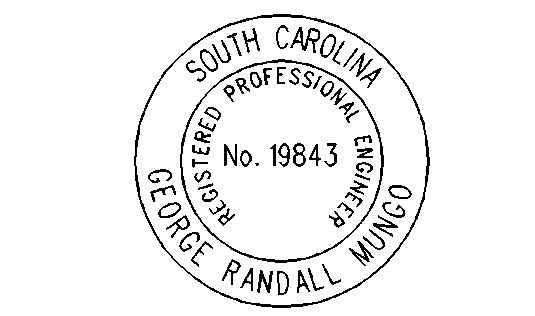 SOUTH CAROLINA
REGISTERED PROFESSIONAL ENGINEER
No. 19843
GEORGE RANDALL MUNGO